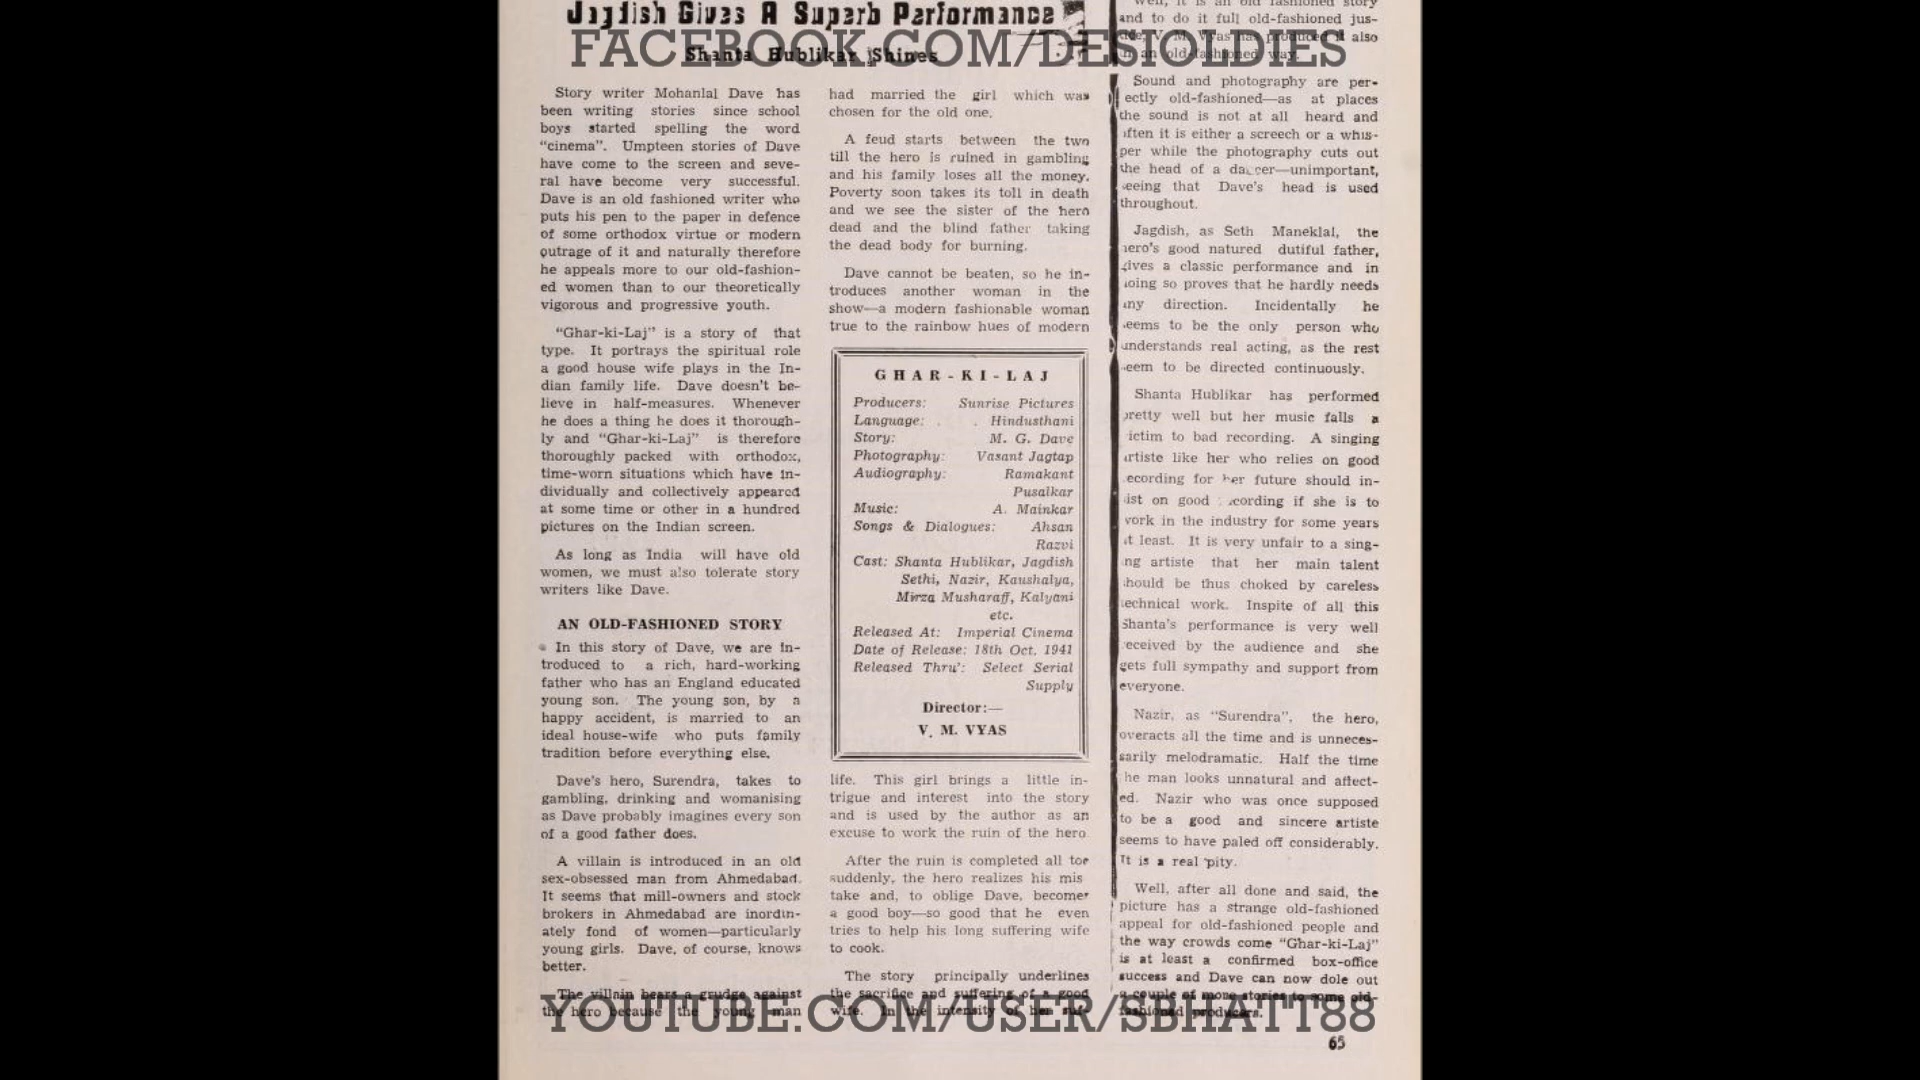 Jagdish Gives A Superb Performance
FACEBOOK.COM/DESIOLDIES
Shanta Hublikar Shines
Story writer Mohanlal Dave has
been writing stories since school
boys started spelling the word
"cinema". Umpteen stories of Dave
have come to the screen and seve-
ral have become very successful.
Dave is an old fashioned writer who
puts his pen to the paper in defence
of some orthodox virtue or modern
outrage of it and naturally therefore
he appeals more to our old-fashion-
ed women than to our theoretically
vigorous and progressive youth.
"Ghar-ki-Laj" is a story of that
type. It portrays the spiritual role
a good house wife plays in the In-
dian family life. Dave doesn't be-
lieve in half-measures. Whenever
he does a thing he does it thorough-
ly and "Ghar-ki-Laj" is therefore
thoroughly packed with orthodox,
time-worn situations which have in-
dividually and collectively appeared
at some time or other in a hundred
pictures on the Indian screen.
As long as India will have old
women, we must also tolerate story
writers like Dave.
AN OLD-FASHIONED STORY
In this story of Dave, we are in-
troduced to a rich, hard-working
father who has an England educated
young son. The young son, by a
happy accident, is married to an
ideal house-wife who puts family
tradition before everything else.
Dave's hero, Surendra, takes to
gambling, drinking and womanising
as Dave probably imagines every son
of a good father does.
A villain is introduced in an old
sex-obsessed man from Ahmedabad.
It seems that mill-owners and stock
brokers in Ahmedabad are inordin-
ately fond of women—particularly
young girls. Dave, of course, knows
better.
The villain bears a grudge against
the hero because the young man
had married the girl which was
chosen for the old one.
A feud starts between the two
till the hero is ruined in gambling
and his family loses all the money.
Poverty soon takes its toll in death
and we see the sister of the hero
dead and the blind father taking
the dead body for burning.
Dave cannot be beaten, so he in-
troduces another woman in the
show—a modern fashionable woman
true to the rainbow hues of modern
GHAR-KI-LAJ
Producers: Sunrise Pictures
Language: . . Hindusthani
Story: M. G. Dave
Photography: Vasant Jagtap
Audiography: Ramakant
Pusalkar
Music: A. Mainkar
Songs & Dialogues: Ahsan
Razvi
Cast: Shanta Hublikar, Jagdish
Sethi, Nazir, Kaushalya,
Mirza Musharaff, Kalyani
etc.
Released At: Imperial Cinema
Date of Release: 18th Oct. 1941
Released Thru': Select Serial
Supply
Director:—
V. M. VYAS
life. This girl brings a little in-
trigue and interest into the story
and is used by the author as an
excuse to work the ruin of the hero
After the ruin is completed all too
suddenly, the hero realizes his mis
take and, to oblige Dave, becomes
a good boy—so good that he even
tries to help his long suffering wife
to cook.
The story principally underlines
the sacrifice and suffering of a good
wife. In the intensity of her suf-
Well, it is an old fashioned story
and to do it full old-fashioned jus-
tice, V. M. Vyas has produced it also
in an old-fashioned way.
Sound and photography are per-
ectly old-fashioned—as at places
the sound is not at all heard and
often it is either a screech or a whis-
per while the photography cuts out
the head of a dancer—unimportant,
seeing that Dave's head is used
throughout.
Jagdish, as Seth Maneklal, the
hero's good natured dutiful father,
gives a classic performance and in
doing so proves that he hardly needs
any direction. Incidentally he
seems to be the only person who
understands real acting, as the rest
seem to be directed continuously.
Shanta Hublikar has performed
pretty well but her music falls a
victim to bad recording. A singing
artiste like her who relies on good
recording for her future should in-
sist on good recording if she is to
work in the industry for some years
at least. It is very unfair to a sing-
ing artiste that her main talent
should be thus choked by careless
technical work. Inspite of all this
Shanta's performance is very well
received by the audience and she
gets full sympathy and support from
everyone.
Nazir, as "Surendra", the hero,
overacts all the time and is unneces-
sarily melodramatic. Half the time
the man looks unnatural and affect-
ed. Nazir who was once supposed
to be a good and sincere artiste
seems to have paled off considerably.
It is a real pity.
Well, after all done and said, the
picture has a strange old-fashioned
appeal for old-fashioned people and
the way crowds come "Ghar-ki-Laj"
is at least a confirmed box-office
success and Dave can now dole out
a couple of more stories to some old-
fashioned producers.
YOUTUBE.COM/USER/SBHATT88
65